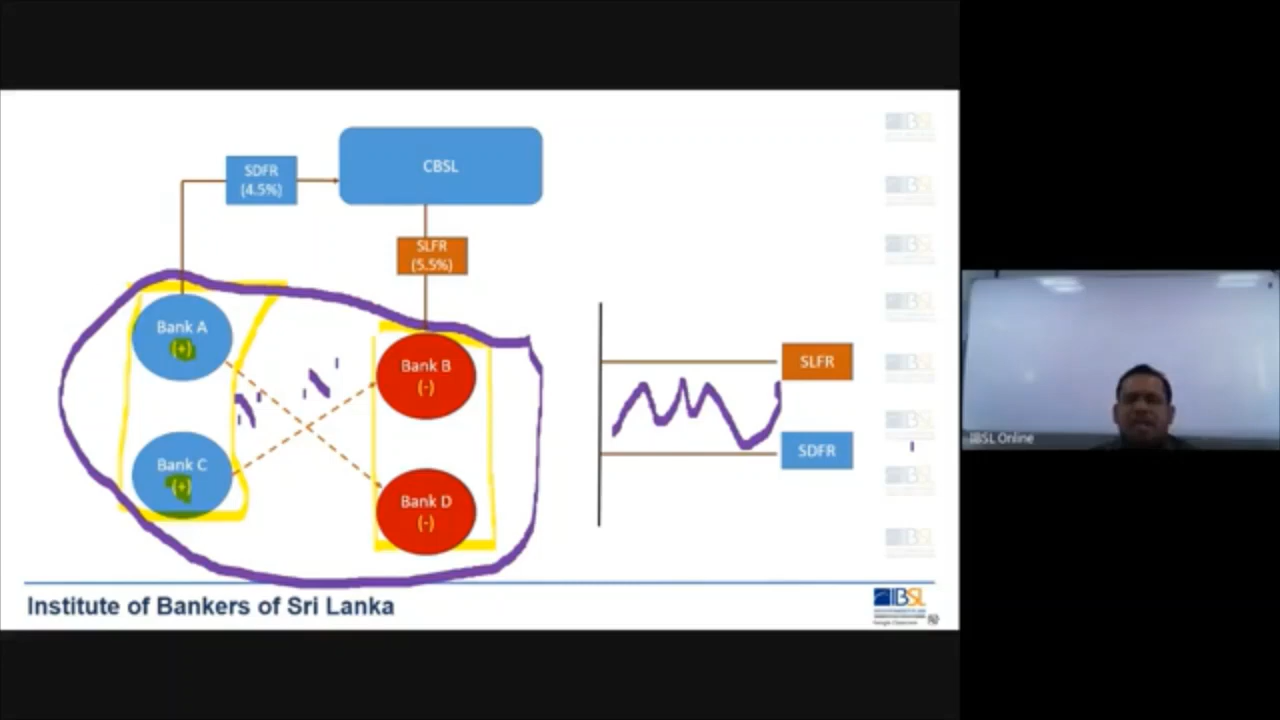 CBSL
SDFR
(4.5%)
SLFR
(5.5%)
Bank A
(+)
Bank B
(-)
Bank C
(+)
Bank D
(-)
SLFR
SDFR
IBSL Online
Institute of Bankers of Sri Lanka
IBSL